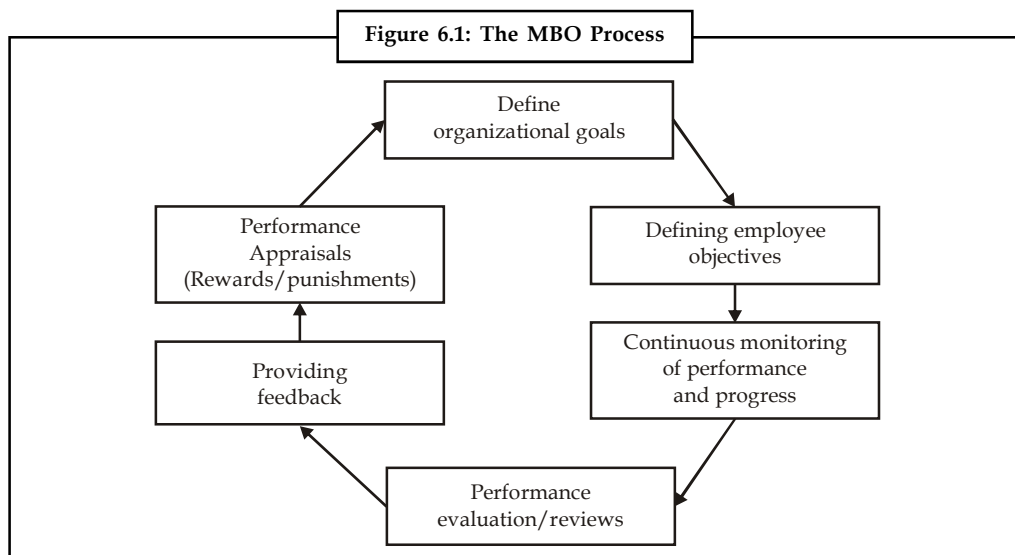 Figure 6.1: The MBO Process
Define
organizational goals
Defining employee
objectives
Continuous monitoring
of performance
and progress
Performance
evaluation/reviews
Providing
feedback
Performance
Appraisals
(Rewards/punishments)